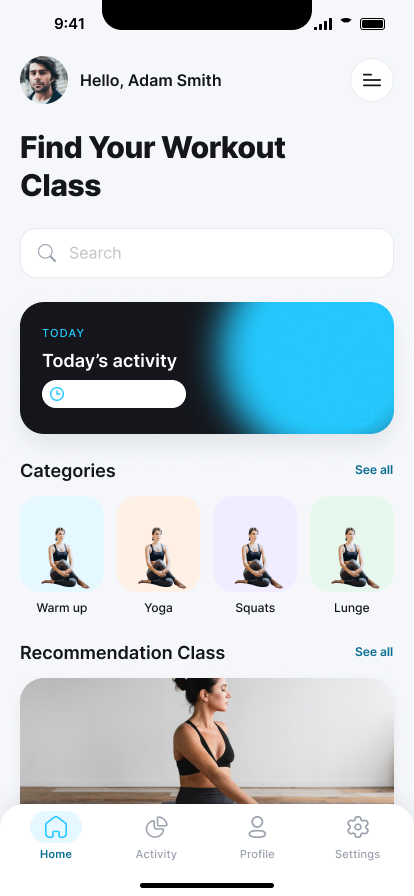 9:41
Hello, Adam Smith
Find Your Workout
Class
Search
TODAY
Today’s activity
Categories
See all
Warm up
Yoga
Squats
Lunge
Recommendation Class
See all
Home
Activity
Profile
Settings